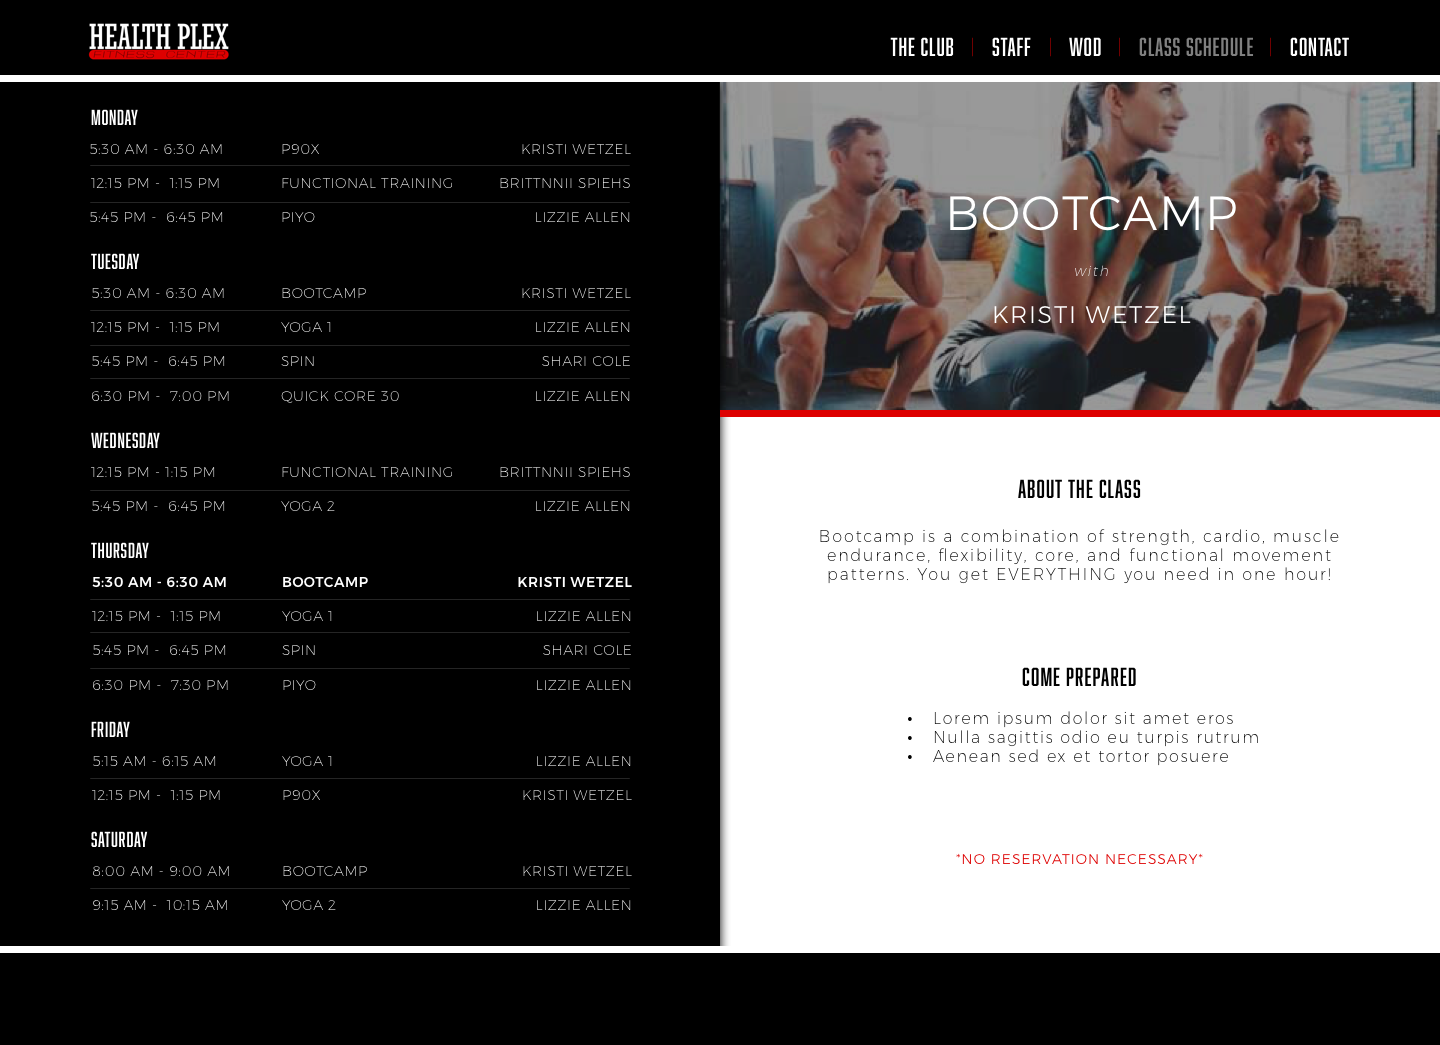 HEALTH PLEX
THE CLUB
STAFF
WOD
CLASS SCHEDULE
CONTACT
MONDAY
5:30 AM - 6:30 AM P90X KRISTI WETZEL
12:15 PM - 1:15 PM FUNCTIONAL TRAINING BRITTNNII SPIEHS
5:45 PM - 6:45 PM PIYO LIZZIE ALLEN
TUESDAY
5:30 AM - 6:30 AM BOOTCAMP KRISTI WETZEL
12:15 PM - 1:15 PM YOGA 1 LIZZIE ALLEN
5:45 PM - 6:45 PM SPIN SHARI COLE
6:30 PM - 7:00 PM QUICK CORE 30 LIZZIE ALLEN
WEDNESDAY
12:15 PM - 1:15 PM FUNCTIONAL TRAINING BRITTNNII SPIEHS
5:45 PM - 6:45 PM YOGA 2 LIZZIE ALLEN
THURSDAY
5:30 AM - 6:30 AM BOOTCAMP KRISTI WETZEL
12:15 PM - 1:15 PM YOGA 1 LIZZIE ALLEN
5:45 PM - 6:45 PM SPIN SHARI COLE
6:30 PM - 7:30 PM PIYO LIZZIE ALLEN
FRIDAY
5:15 AM - 6:15 AM YOGA 1 LIZZIE ALLEN
12:15 PM - 1:15 PM P90X KRISTI WETZEL
SATURDAY
8:00 AM - 9:00 AM BOOTCAMP KRISTI WETZEL
9:15 AM - 10:15 AM YOGA 2 LIZZIE ALLEN
BOOTCAMP
with
KRISTI WETZEL
ABOUT THE CLASS
Bootcamp is a combination of strength, cardio, muscle
endurance, flexibility, core, and functional movement
patterns. You get EVERYTHING you need in one hour!
COME PREPARED
• Lorem ipsum dolor sit amet eros
• Nulla sagittis odio eu turpis rutrum
• Aenean sed ex et tortor posuere
*NO RESERVATION NECESSARY*